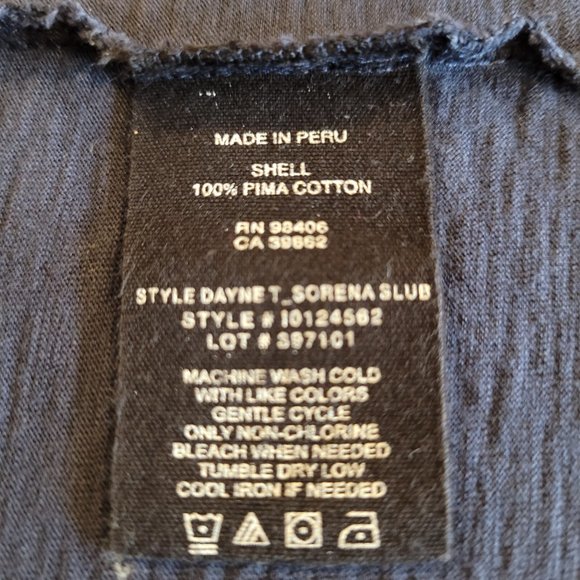 MADE IN PERU
SHELL
100% PIMA COTTON
RN 98406
CA 39862
STYLE DAYNE T_SORENA SLUB
STYLE # I0124562
LOT # 397101
MACHINE WASH COLD
WITH LIKE COLORS
GENTLE CYCLE
ONLY NON-CHLORINE
BLEACH WHEN NEEDED
TUMBLE DRY LOW
COOL IRON IF NEEDED